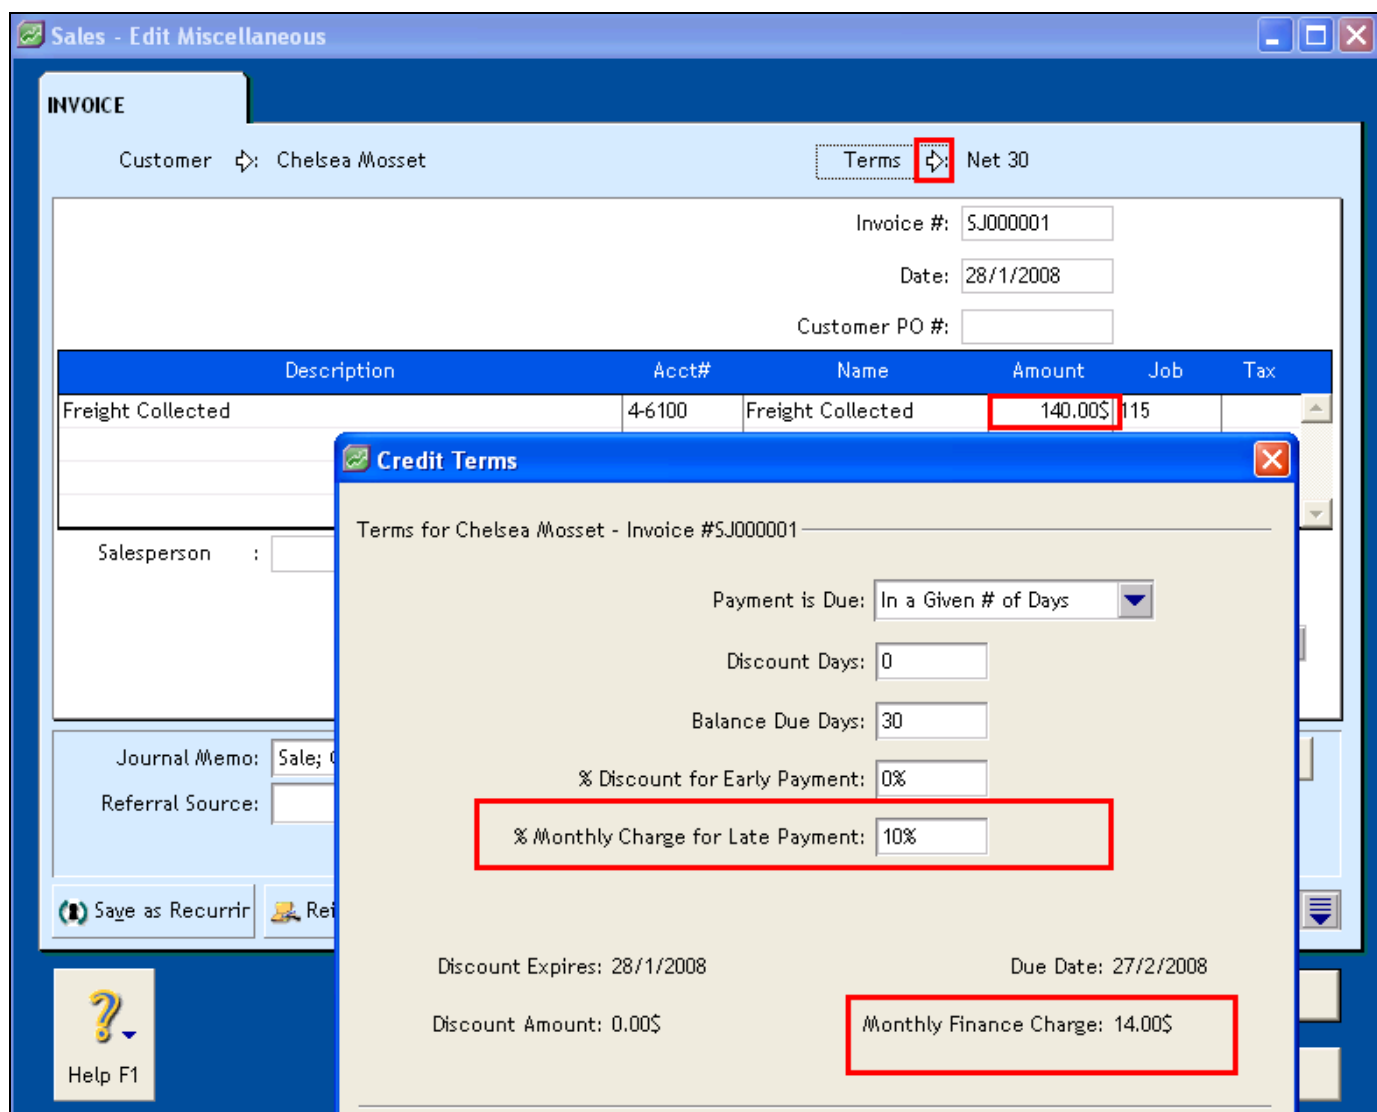 Sales - Edit Miscellaneous
INVOICE
Customer : Chelsea Mosset
Terms : Net 30
Invoice #: SJ000001
Date: 28/1/2008
Customer PO #:
Description Acct# Name Amount Job Tax
Freight Collected 4-6100 Freight Collected 140.00$ 115
Credit Terms
Terms for Chelsea Mosset - Invoice #SJ000001
Salesperson :
Payment is Due: In a Given # of Days
Discount Days: 0
Balance Due Days: 30
Journal Memo: Sale;
% Discount for Early Payment: 0%
Referral Source:
% Monthly Charge for Late Payment: 10%
Save as Recurrir
Rei
Discount Expires: 28/1/2008
Due Date: 27/2/2008
Discount Amount: 0.00$
Monthly Finance Charge: 14.00$
Help F1